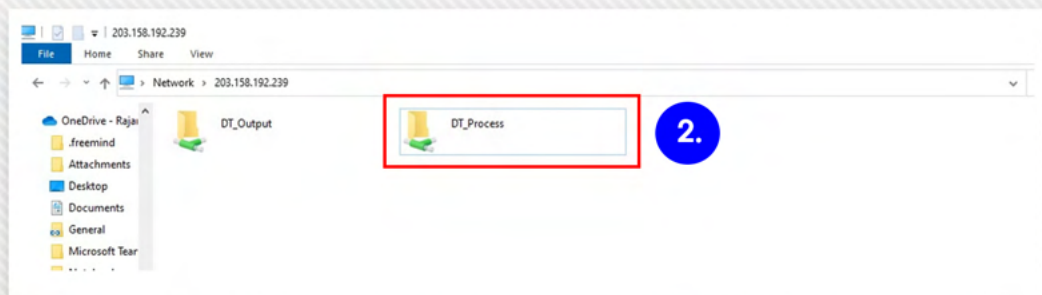 203.158.192.239
File Home Share View
Network > 203.158.192.239
OneDrive - Raja
DT_Output
DT_Process
2.
.freemind
Attachments
Desktop
Documents
General
Microsoft Tear